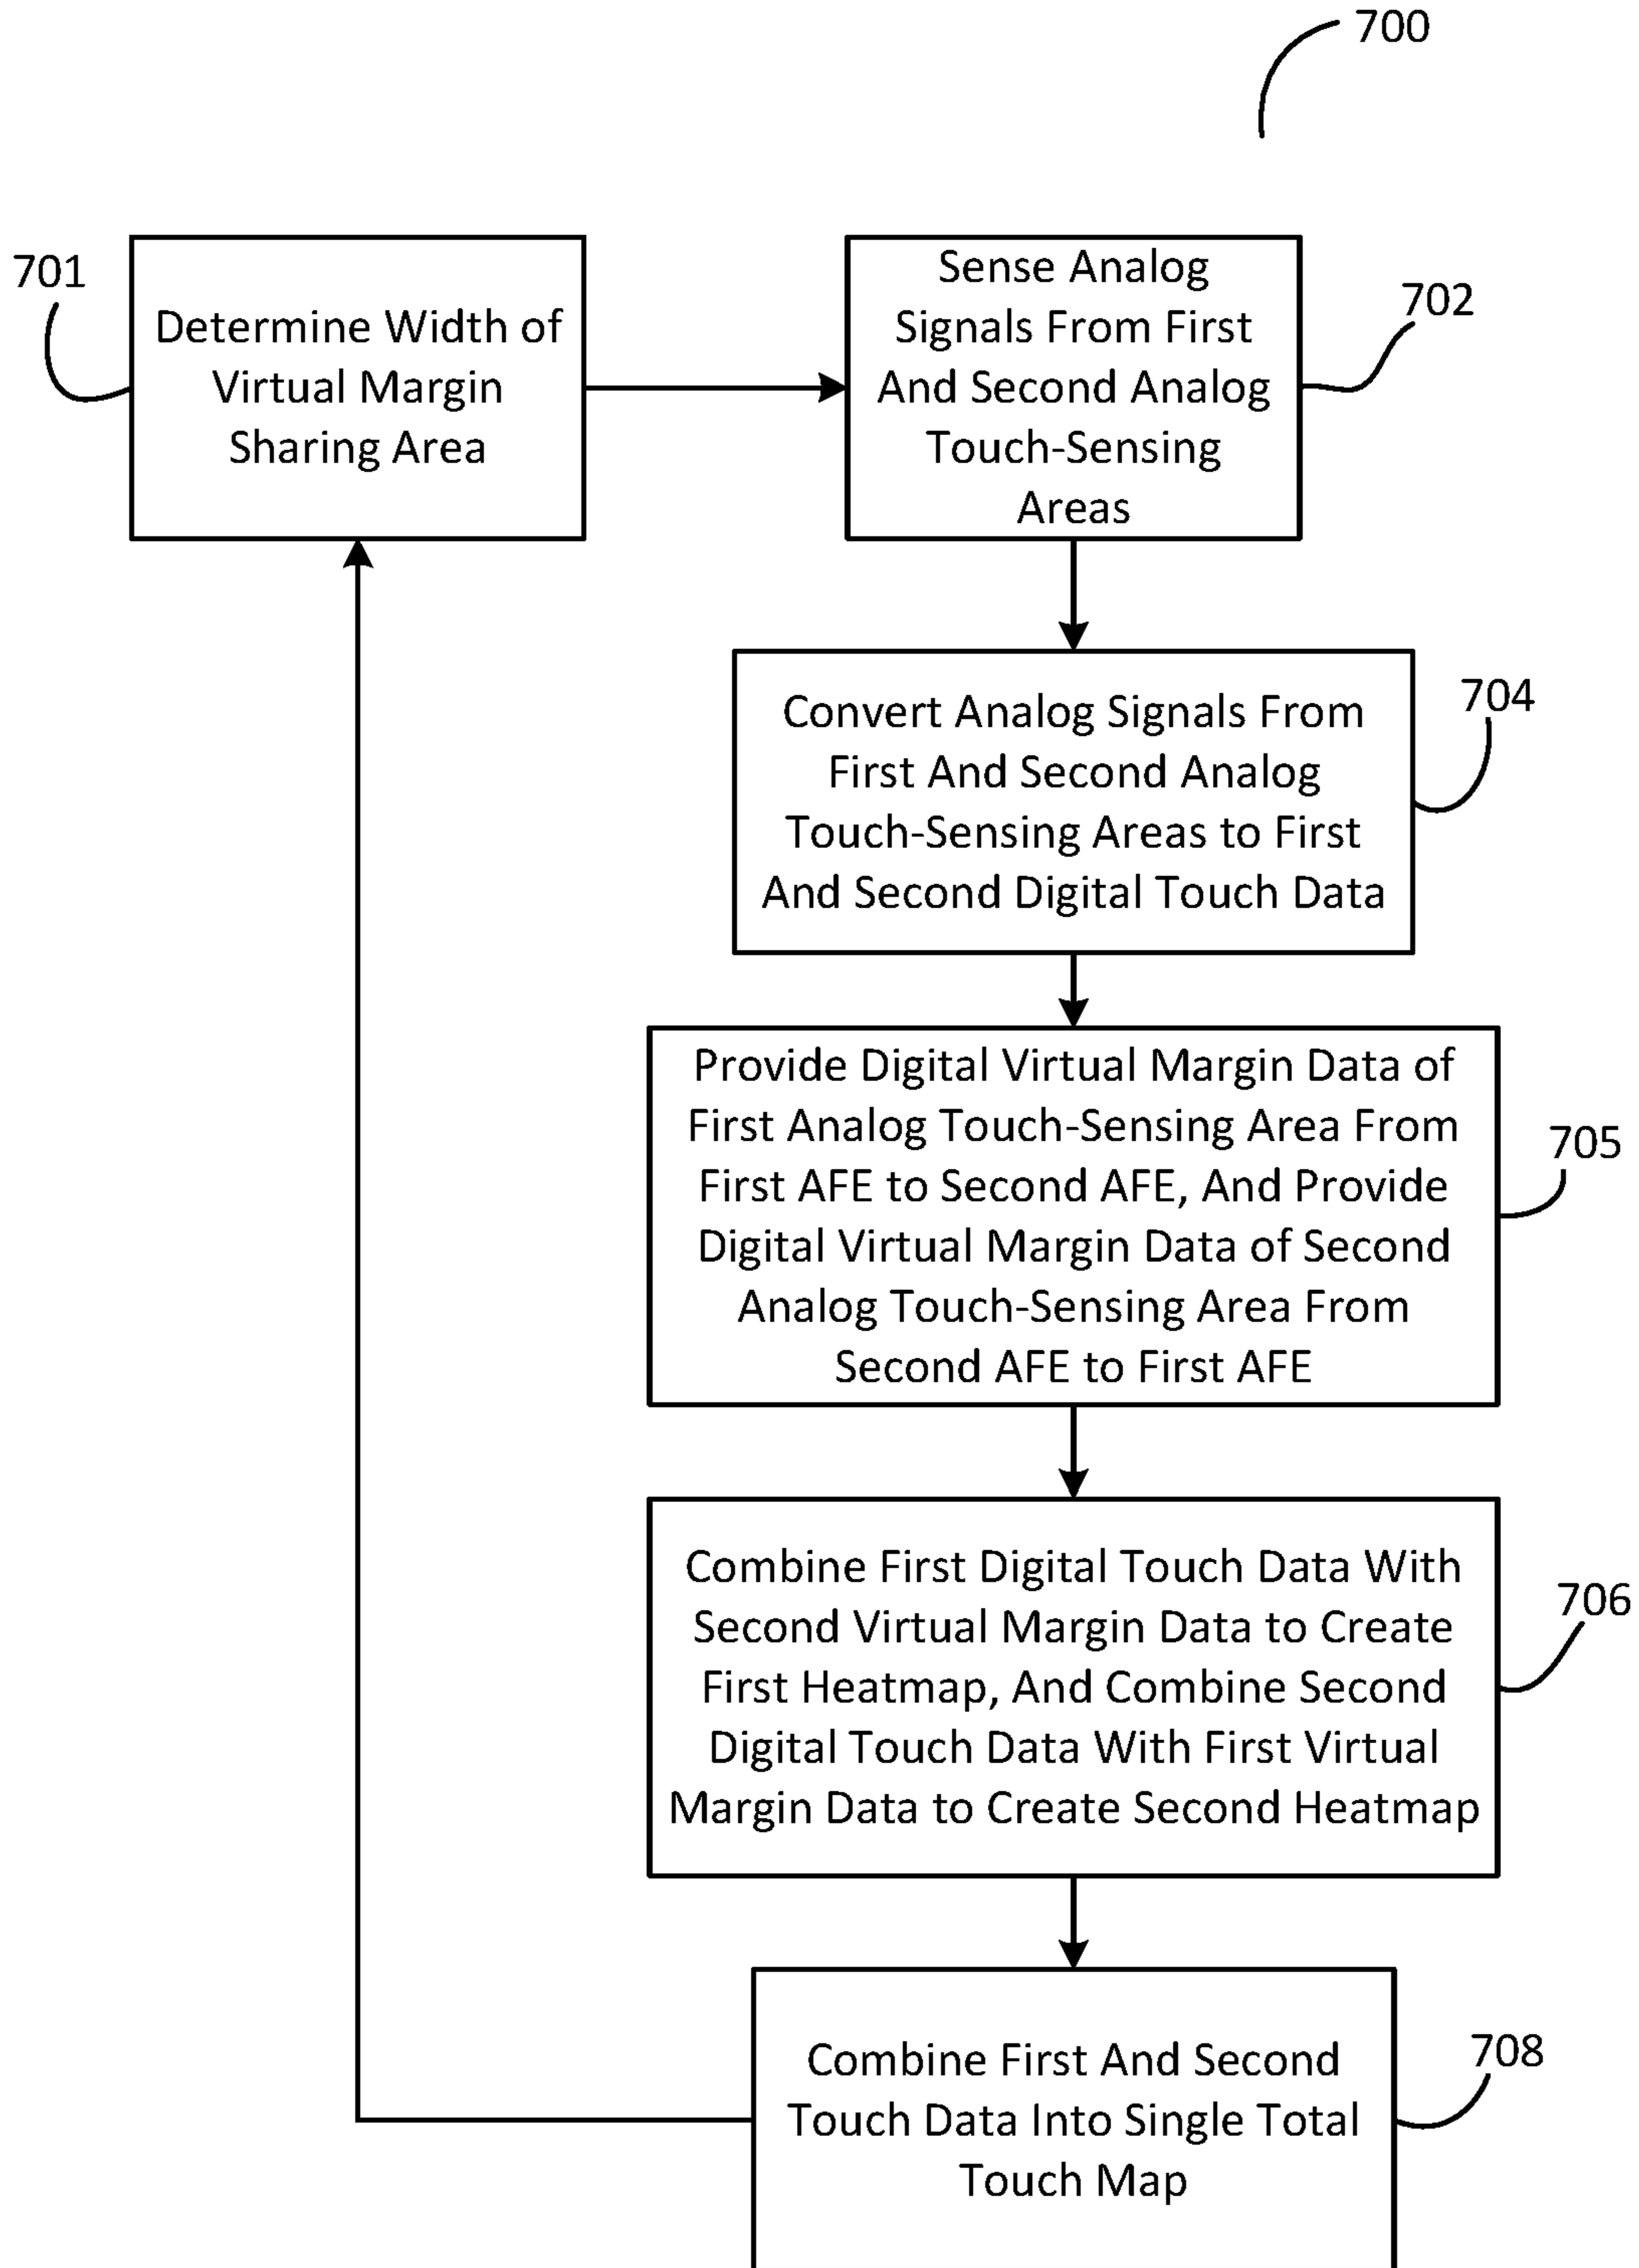 700
701
Determine Width of
Virtual Margin
Sharing Area
Sense Analog
Signals From First
And Second Analog
Touch-Sensing
Areas
702
Convert Analog Signals From
First And Second Analog
Touch-Sensing Areas to First
And Second Digital Touch Data
704
Provide Digital Virtual Margin Data of
First Analog Touch-Sensing Area From
First AFE to Second AFE, And Provide
Digital Virtual Margin Data of Second
Analog Touch-Sensing Area From
Second AFE to First AFE
705
Combine First Digital Touch Data With
Second Virtual Margin Data to Create
First Heatmap, And Combine Second
Digital Touch Data With First Virtual
Margin Data to Create Second Heatmap
706
Combine First And Second
Touch Data Into Single Total
Touch Map
708